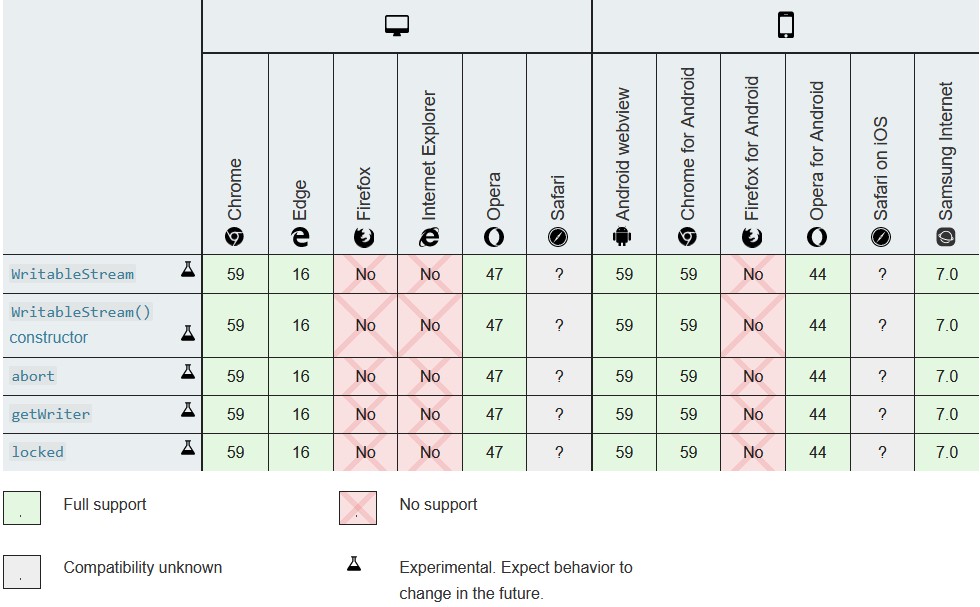 Chrome Edge Firefox Internet Explorer Opera Safari Android webview Chrome for Android Firefox for Android Opera for Android Safari on iOS Samsung Internet
WritableStream 59 16 No No 47 ? 59 59 No 44 ? 7.0
WritableStream()
constructor 59 16 No No 47 ? 59 59 No 44 ? 7.0
abort 59 16 No No 47 ? 59 59 No 44 ? 7.0
getWriter 59 16 No No 47 ? 59 59 No 44 ? 7.0
locked 59 16 No No 47 ? 59 59 No 44 ? 7.0
Full support
No support
Compatibility unknown
Experimental. Expect behavior to
change in the future.